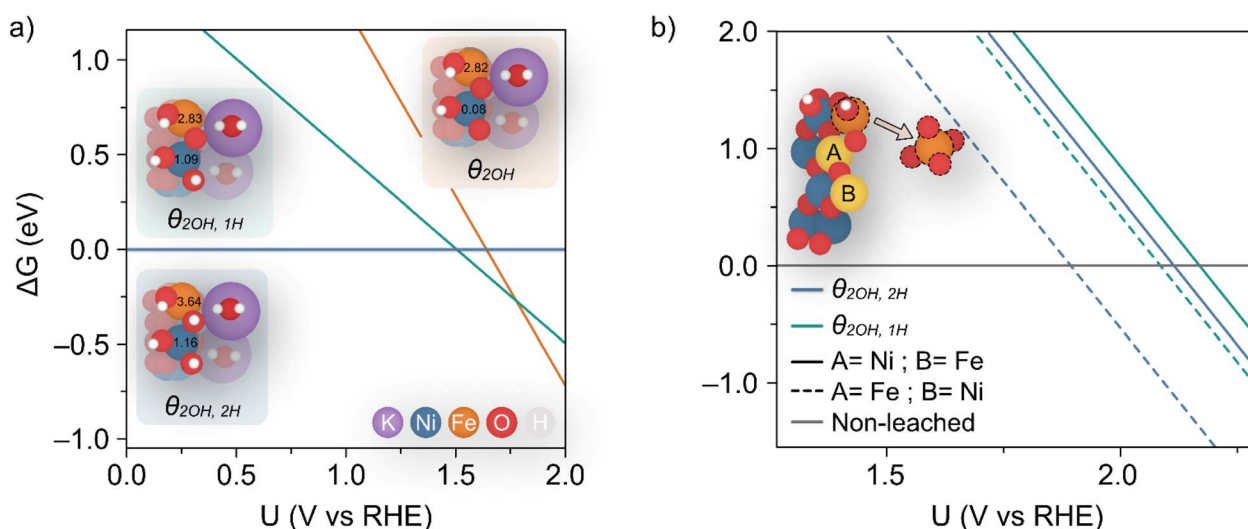 a)
ΔG (eV)
1.0
0.5
0.0
−0.5
−1.0
0.0
0.5
1.0
1.5
2.0
U (V vs RHE)
2.83
1.09
θ2OH, 1H
2.82
0.08
θ2OH
3.64
1.16
θ2OH, 2H
K Ni Fe O H
b)
2.0
1.0
0.0
−1.0
1.5
2.0
U (V vs RHE)
A
B
θ2OH, 2H
θ2OH, 1H
A= Ni ; B= Fe
A= Fe ; B= Ni
Non-leached